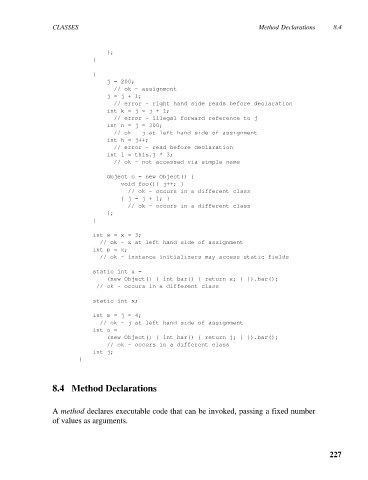 CLASSES Method Declarations 8.4
};
}
{
j = 200;
// ok - assignment
j = j + 1;
// error - right hand side reads before declaration
int k = j = j + 1;
// error - illegal forward reference to j
int n = j = 300;
// ok - j at left hand side of assignment
int h = j++;
// error - read before declaration
int l = this.j * 3;
// ok - not accessed via simple name
Object o = new Object() {
void foo(){ j++; }
// ok - occurs in a different class
{ j = j + 1; }
// ok - occurs in a different class
};
}
int w = x = 3;
// ok - x at left hand side of assignment
int p = x;
// ok - instance initializers may access static fields
static int u =
(new Object() { int bar() { return x; } }).bar();
// ok - occurs in a different class
static int x;
int m = j = 4;
// ok - j at left hand side of assignment
int o =
(new Object() { int bar() { return j; } }).bar();
// ok - occurs in a different class
int j;
}
8.4 Method Declarations
A method declares executable code that can be invoked, passing a fixed number
of values as arguments.
227